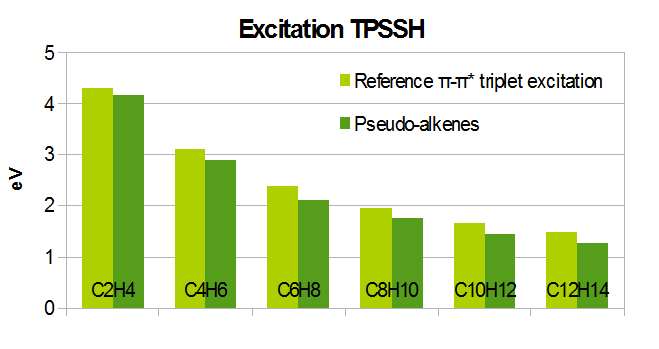 Excitation TPSSH
5
4
3
2
1
0
eV
Reference π-π* triplet excitation
Pseudo-alkenes
C2H4 C4H6 C6H8 C8H10 C10H12 C12H14